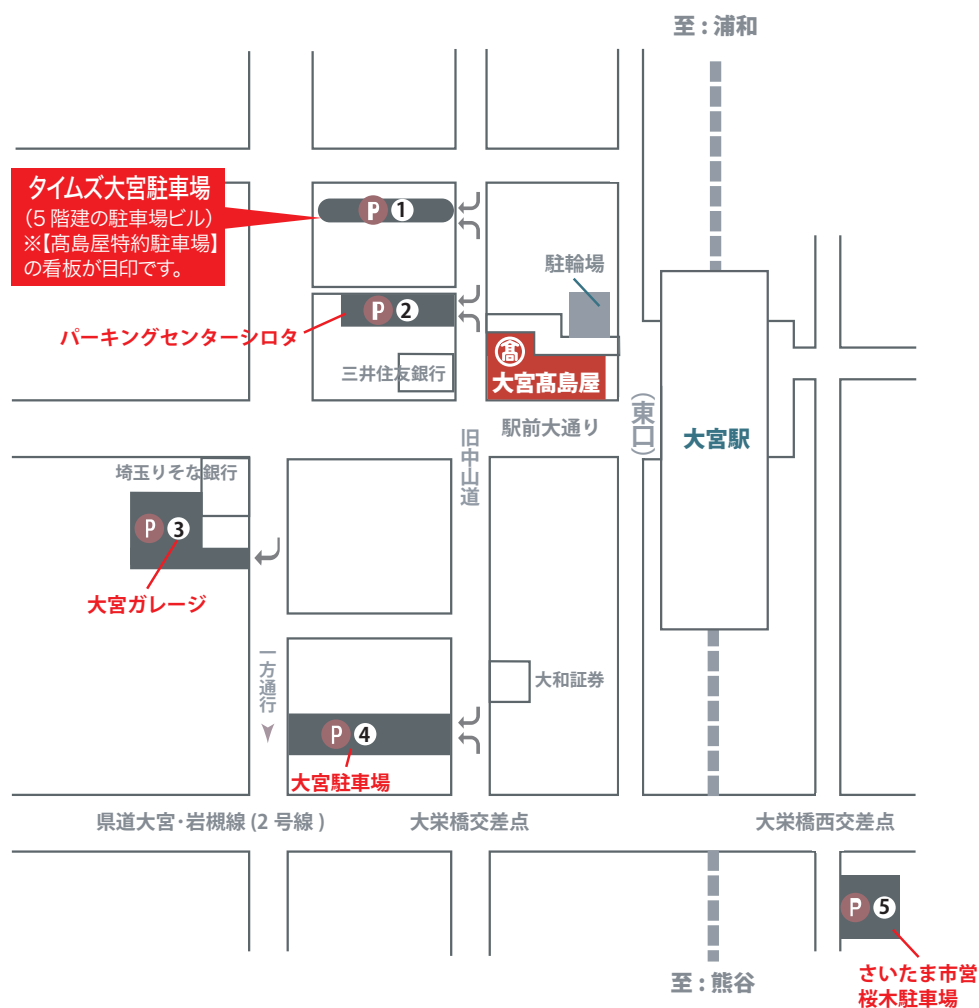 至：浦和
タイムズ大宮駐車場
（5 階建の駐車場ビル）
※【髙島屋特約駐車場】
の看板が目印です。
P 1
駐輪場
P 2
パーキングセンターシロタ
三井住友銀行
髙
大宮髙島屋
駅前大通り
（東口）
大宮駅
旧中山道
埼玉りそな銀行
P 3
大宮ガレージ
一方通行
大和証券
P 4
大宮駐車場
県道大宮・岩槻線 (2 号線 )
大栄橋交差点
大栄橋西交差点
P 5
至：熊谷
さいたま市営
桜木駐車場